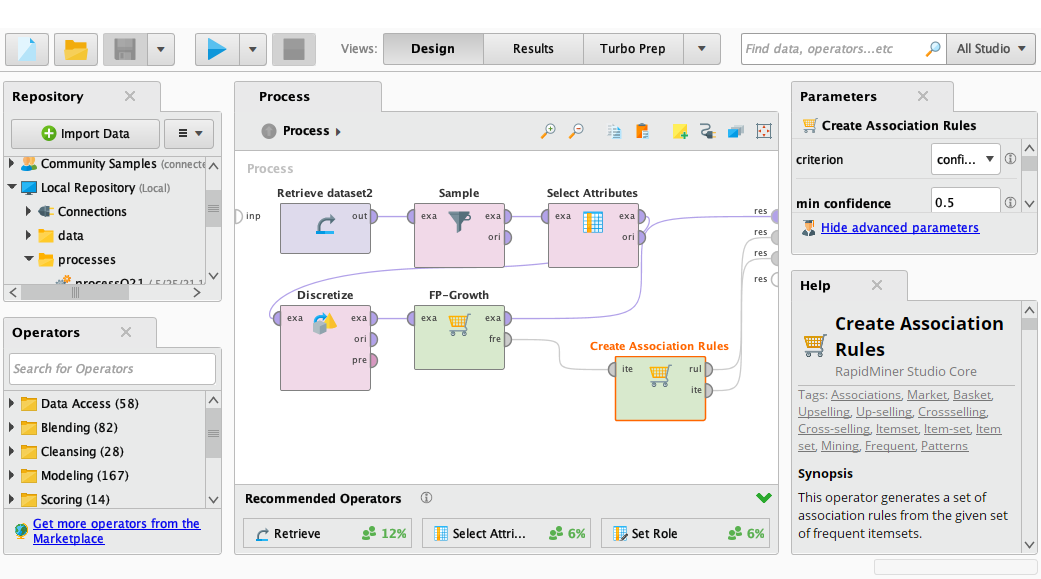 Views:
Design
Results
Turbo Prep
Find data, operators...etc
All Studio
Repository
Import Data
Community Samples (connecte
Local Repository (Local)
Connections
data
processes
Operators
Search for Operators
Data Access (58)
Blending (82)
Cleansing (28)
Modeling (167)
Scoring (14)
Get more operators from the
Marketplace
Process
Process
Process
inp
Retrieve dataset2
out
Sample
exa exa
ori
Select Attributes
exa exa
ori
res
res
res
res
Discretize
exa exa
ori
pre
FP-Growth
exa exa
fre
Create Association Rules
ite rul
ite
Recommended Operators
Retrieve 12%
Select Attri... 6%
Set Role 6%
Parameters
Create Association Rules
criterion confi...
min confidence 0.5
Hide advanced parameters
Help
Create Association
Rules
RapidMiner Studio Core
Tags: Associations, Market, Basket,
Upselling, Up-selling, Crossselling,
Cross-selling, Itemset, Item-set, Item
set, Mining, Frequent, Patterns
Synopsis
This operator generates a set of
association rules from the given set
of frequent itemsets.